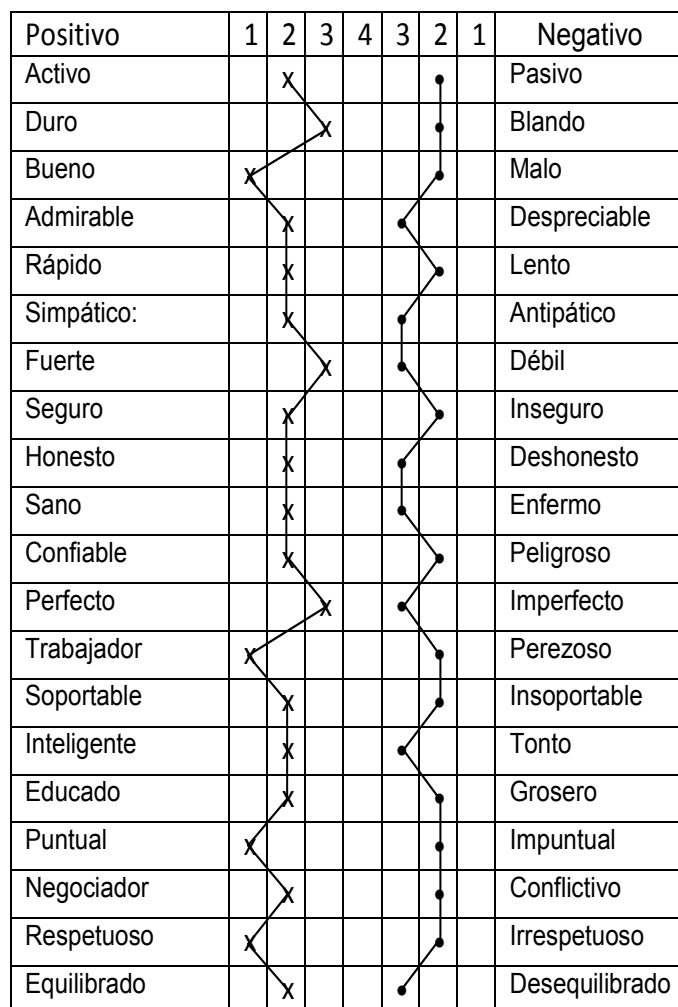 Positivo 1 2 3 4 3 2 1 Negativo
Activo X Pasivo
Duro X Blando
Bueno X Malo
Admirable X Despreciable
Rápido X Lento
Simpático: X Antipático
Fuerte X Débil
Seguro X Inseguro
Honesto X Deshonesto
Sano X Enfermo
Confiable X Peligroso
Perfecto X Imperfecto
Trabajador X Perezoso
Soportable X Insoportable
Inteligente X Tonto
Educado X Grosero
Puntual X Impuntual
Negociador X Conflictivo
Respetuoso X Irrespetuoso
Equilibrado X Desequilibrado